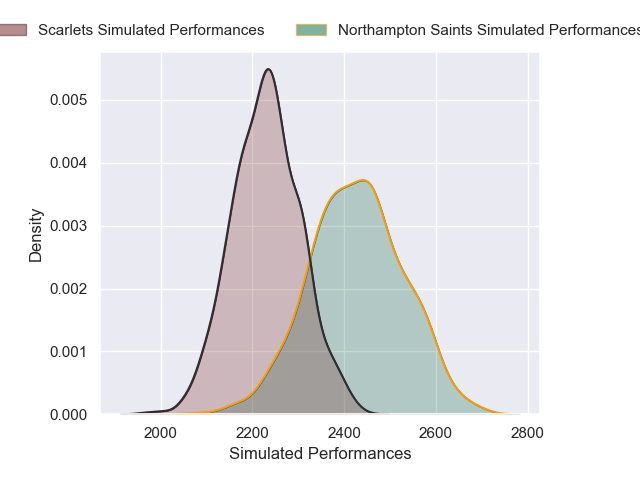 Scarlets Simulated Performances
Northampton Saints Simulated Performances
0.005
0.004
0.003
0.002
0.001
0.000
Density
2000
2200
2400
2600
2800
Simulated Performances